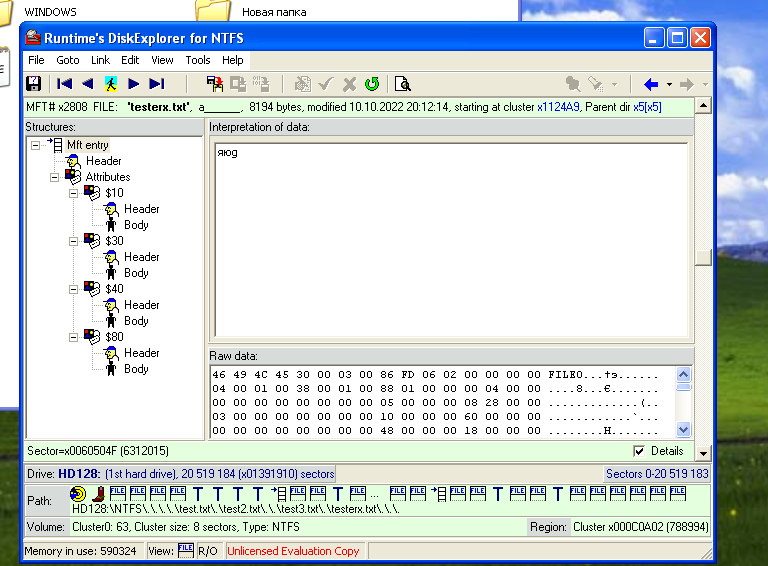 WINDOWS
Новая папка
Runtime's DiskExplorer for NTFS
File Goto Link Edit View Tools Help
MFT# x2808 FILE: 'testerx.txt', a______, 8194 bytes, modified 10.10.2022 20:12:14, starting at cluster x1124A9, Parent dir x5[x5]
Structures:
Interpretation of data:
Mft entry
Header
Attributes
$10
Header
Body
$30
Header
Body
$40
Header
Body
$80
Header
Body
яюд
Raw data:
46 49 4C 45 30 00 03 00 86 FD 06 02 00 00 00 00 FILE0...†э......
04 00 01 00 38 00 01 00 88 01 00 00 00 04 00 00 ....8...€.......
00 00 00 00 00 00 00 00 05 00 00 00 08 28 00 00 .............(..
03 00 00 00 00 00 00 00 10 00 00 00 60 00 00 00 ............`...
00 00 00 00 00 00 00 00 48 00 00 00 18 00 00 00 ........H.......
Sector=x0060504F (6312015)
Details
Drive: HD128: (1st hard drive), 20 519 184 (x01391910) sectors
Sectors 0-20 519 183
Path:
HD128:\NTFS\.\.\.\.\test.txt\.\test2.txt\.\.\test3.txt\.\testerx.txt\.\.\.
Volume: Cluster0: 63, Cluster size: 8 sectors, Type: NTFS
Region: Cluster x000C0A02 (788994)
Memory in use: 590324
View: FILE R/O
Unlicensed Evaluation Copy